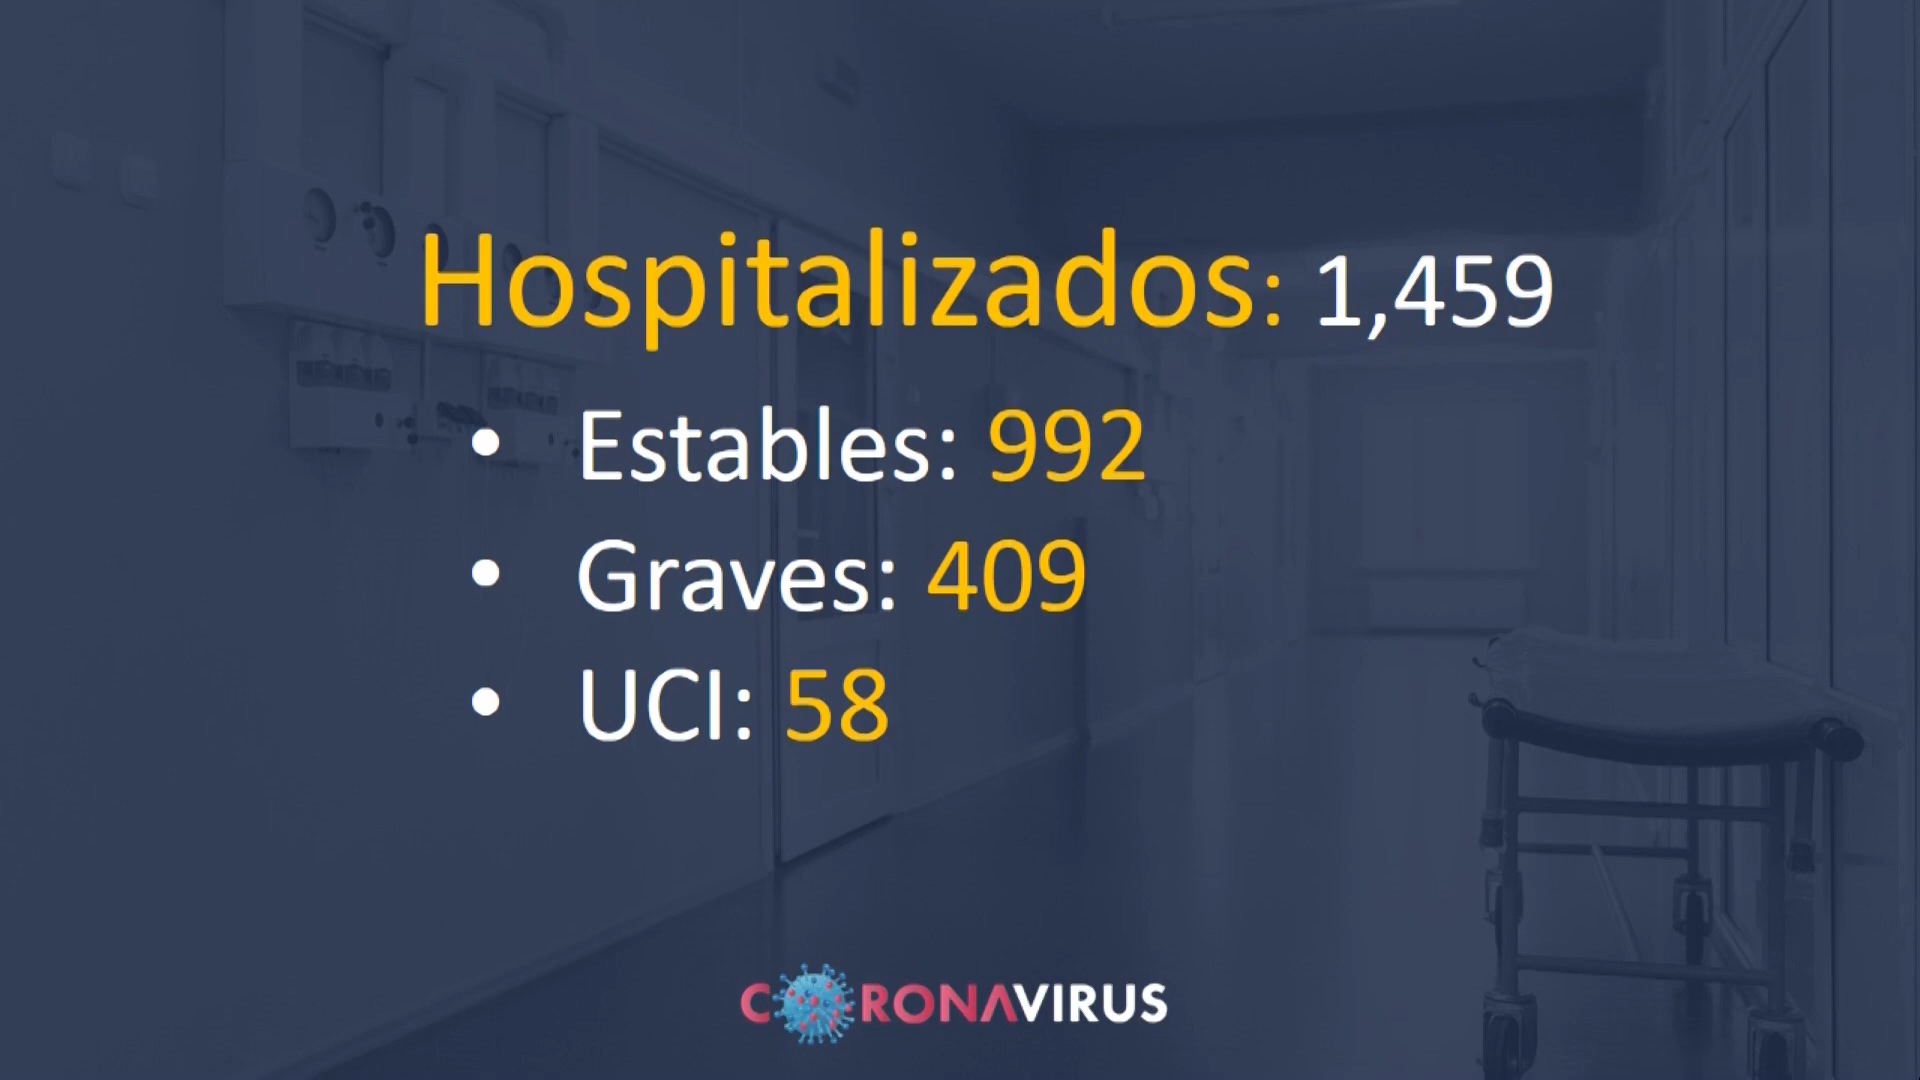 Hospitalizados: 1,459
• Estables: 992
• Graves: 409
• UCI: 58
CORONAVIRUS